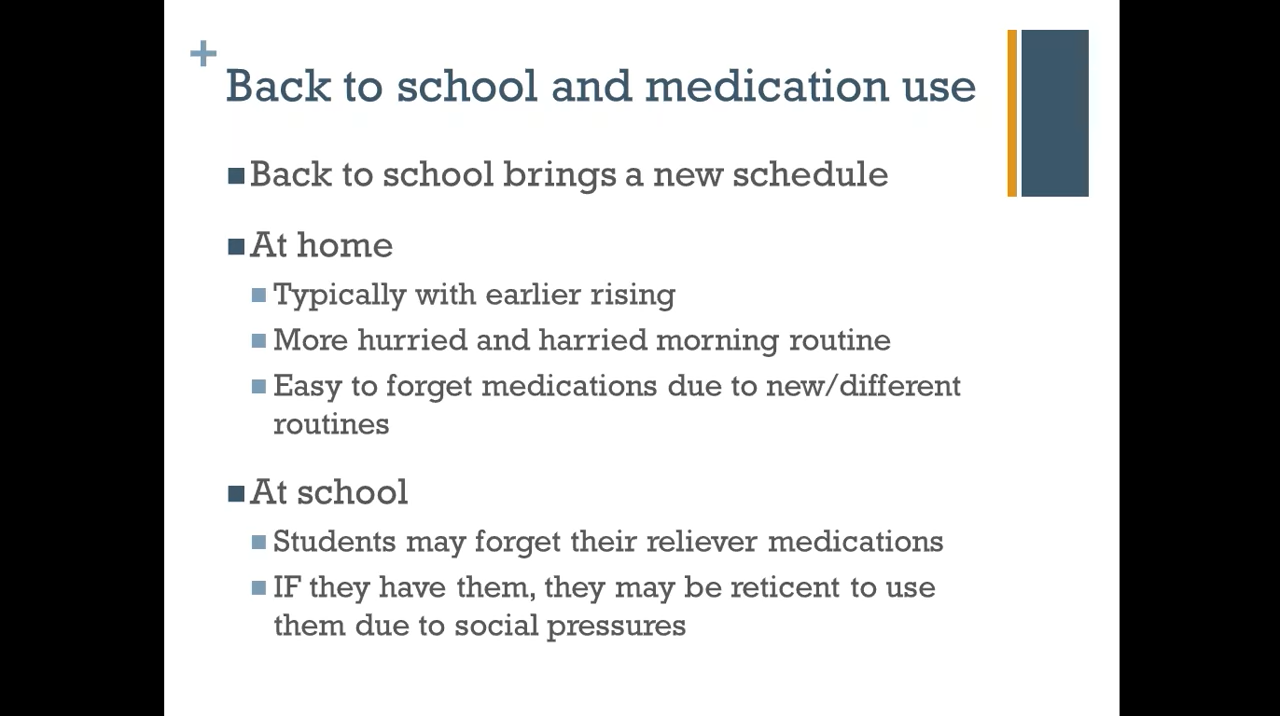 +
Back to school and medication use
Back to school brings a new schedule
At home
Typically with earlier rising
More hurried and harried morning routine
Easy to forget medications due to new/different
routines
At school
Students may forget their reliever medications
IF they have them, they may be reticent to use
them due to social pressures